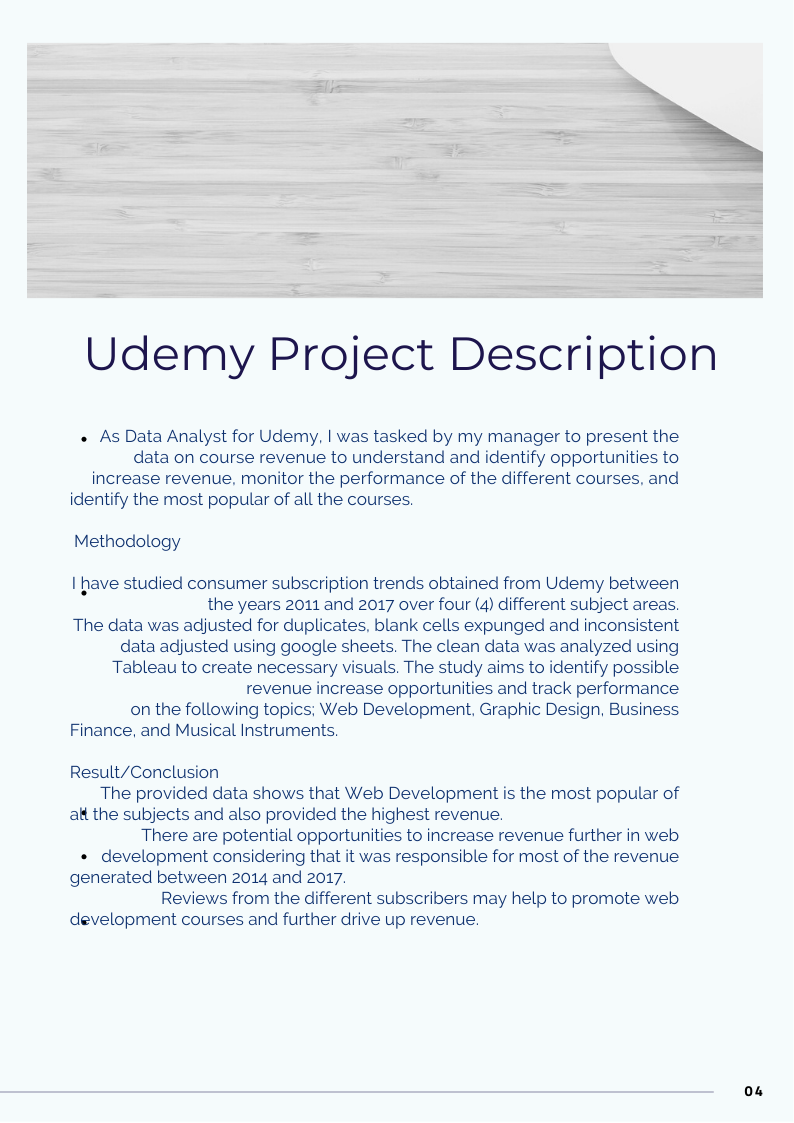 Udemy Project Description
• As Data Analyst for Udemy, I was tasked by my manager to present the
data on course revenue to understand and identify opportunities to
increase revenue, monitor the performance of the different courses, and
identify the most popular of all the courses.
Methodology
• I have studied consumer subscription trends obtained from Udemy between
the years 2011 and 2017 over four (4) different subject areas.
The data was adjusted for duplicates, blank cells expunged and inconsistent
data adjusted using google sheets. The clean data was analyzed using
Tableau to create necessary visuals. The study aims to identify possible
revenue increase opportunities and track performance
on the following topics; Web Development, Graphic Design, Business
Finance, and Musical Instruments.
Result/Conclusion
The provided data shows that Web Development is the most popular of
• all the subjects and also provided the highest revenue.
There are potential opportunities to increase revenue further in web
• development considering that it was responsible for most of the revenue
generated between 2014 and 2017.
Reviews from the different subscribers may help to promote web
• development courses and further drive up revenue.
04